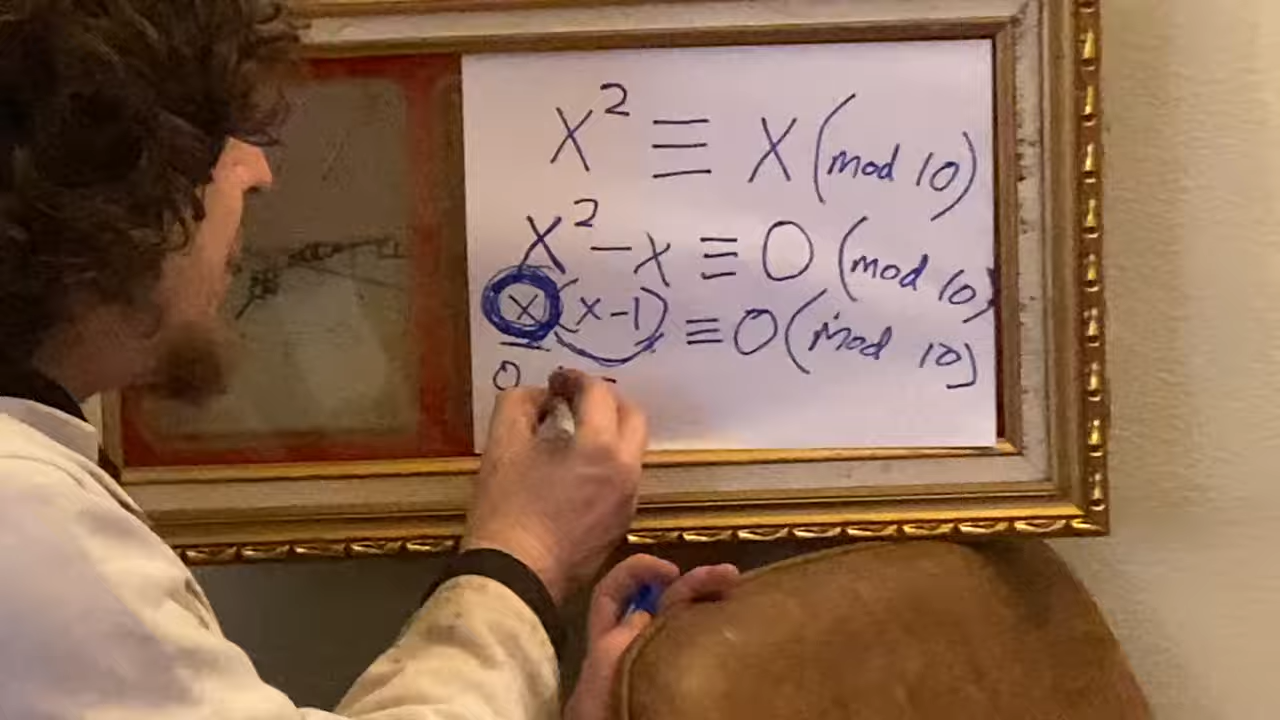 x² ≡ x (mod 10)
x² - x ≡ 0 (mod 10)
x(x-1) ≡ 0 (mod 10)
0